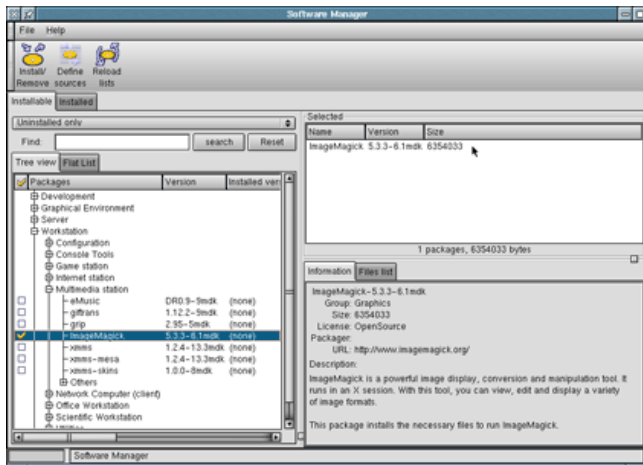 Software Manager
File Help
Install/ Remove
Define sources
Reload lists
Installable Installed
Uninstalled only
Find: search Reset
Tree view Flat List
Packages Version Installed ver
Development
Graphical Environment
Server
Workstation
Configuration
Console Tools
Game station
Internet station
Multimedia station
eMusic DR0.9-9mdk (none)
giftrans 1.12.2-9mdk (none)
grip 2.95-5mdk (none)
ImageMagick 5.3.3-6.1mdk (none)
xmms 1.2.4-13.3mdk (none)
xmms-mesa 1.2.4-13.3mdk (none)
xmms-skins 1.0.0-8mdk (none)
Others
Network Computer (client)
Office Workstation
Scientific Workstation
Selected
Name Version Size
ImageMagick 5.3.3-6.1mdk 6354033
1 packages, 6354033 bytes
Information Files list
ImageMagick-5.3.3-6.1mdk
Group: Graphics
Size: 6354033
License: OpenSource
Packager:
URL: http://www.imagemagick.org/
Description:
ImageMagick is a powerful image display, conversion and manipulation tool. It
runs in an X session. With this tool, you can view, edit and display a variety
of image formats.
This package installs the necessary files to run ImageMagick.
Software Manager